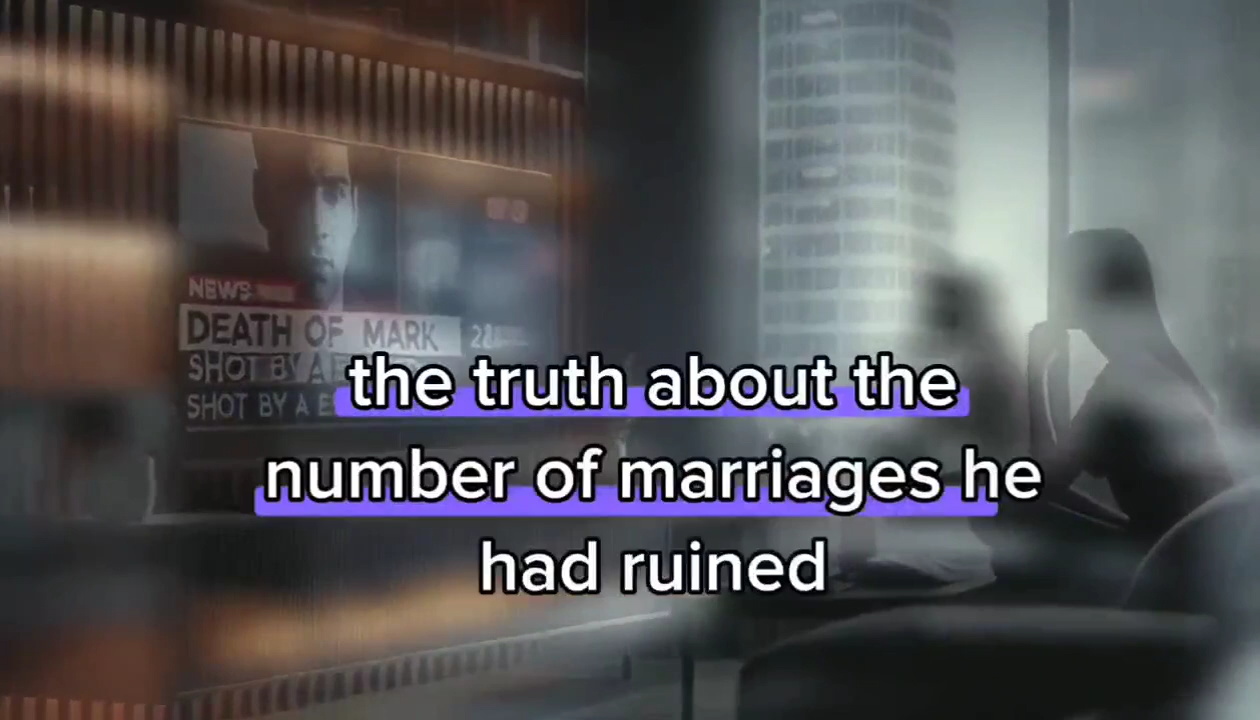 NEWS
DEATH OF MARK
SHOT BY A
SHOT BY A
the truth about the
number of marriages he
had ruined